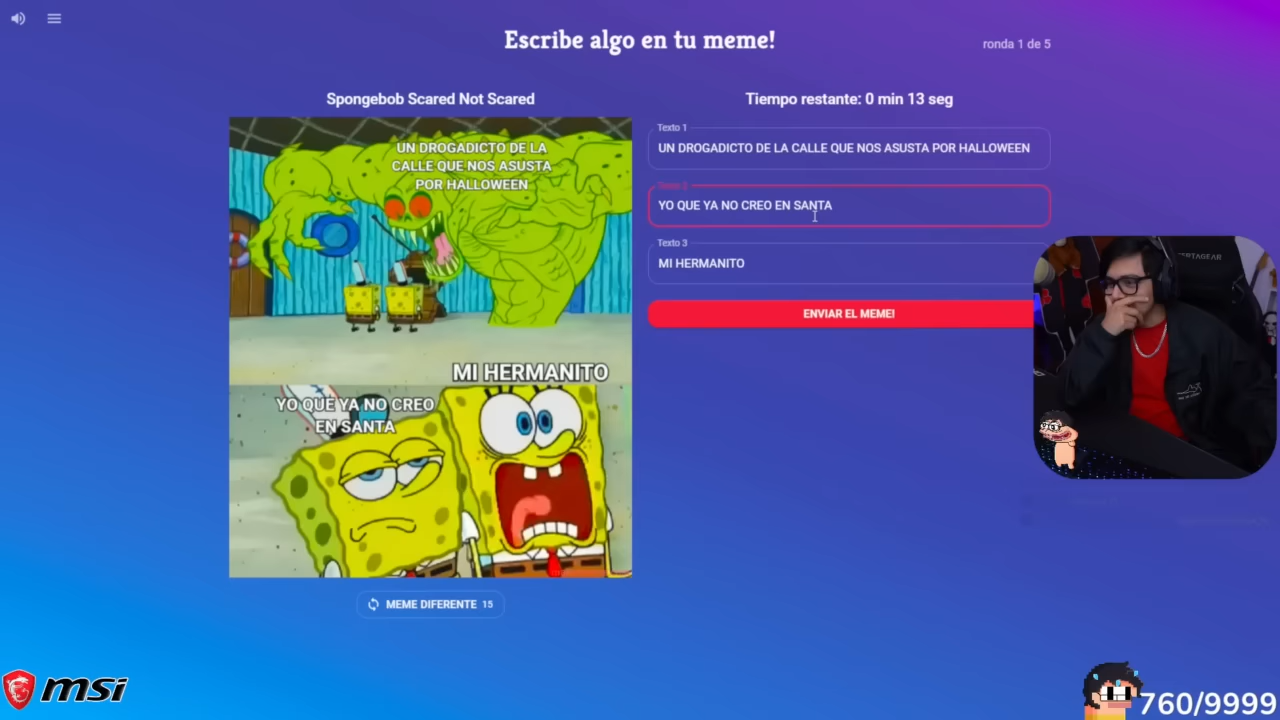 Escribe algo en tu meme!
ronda 1 de 5
Spongebob Scared Not Scared
UN DROGADICTO DE LA
CALLE QUE NOS ASUSTA
POR HALLOWEEN
MI HERMANITO
YO QUE YA NO CREO
EN SANTA
MEME DIFERENTE 15
Tiempo restante: 0 min 13 seg
Texto 1
UN DROGADICTO DE LA CALLE QUE NOS ASUSTA POR HALLOWEEN
Texto 2
YO QUE YA NO CREO EN SANTA
Texto 3
MI HERMANITO
ENVIAR EL MEME!
msi
760/9999